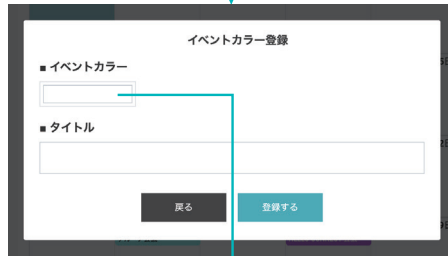 イベントカラー登録
■ イベントカラー
■ タイトル
戻る
登録する